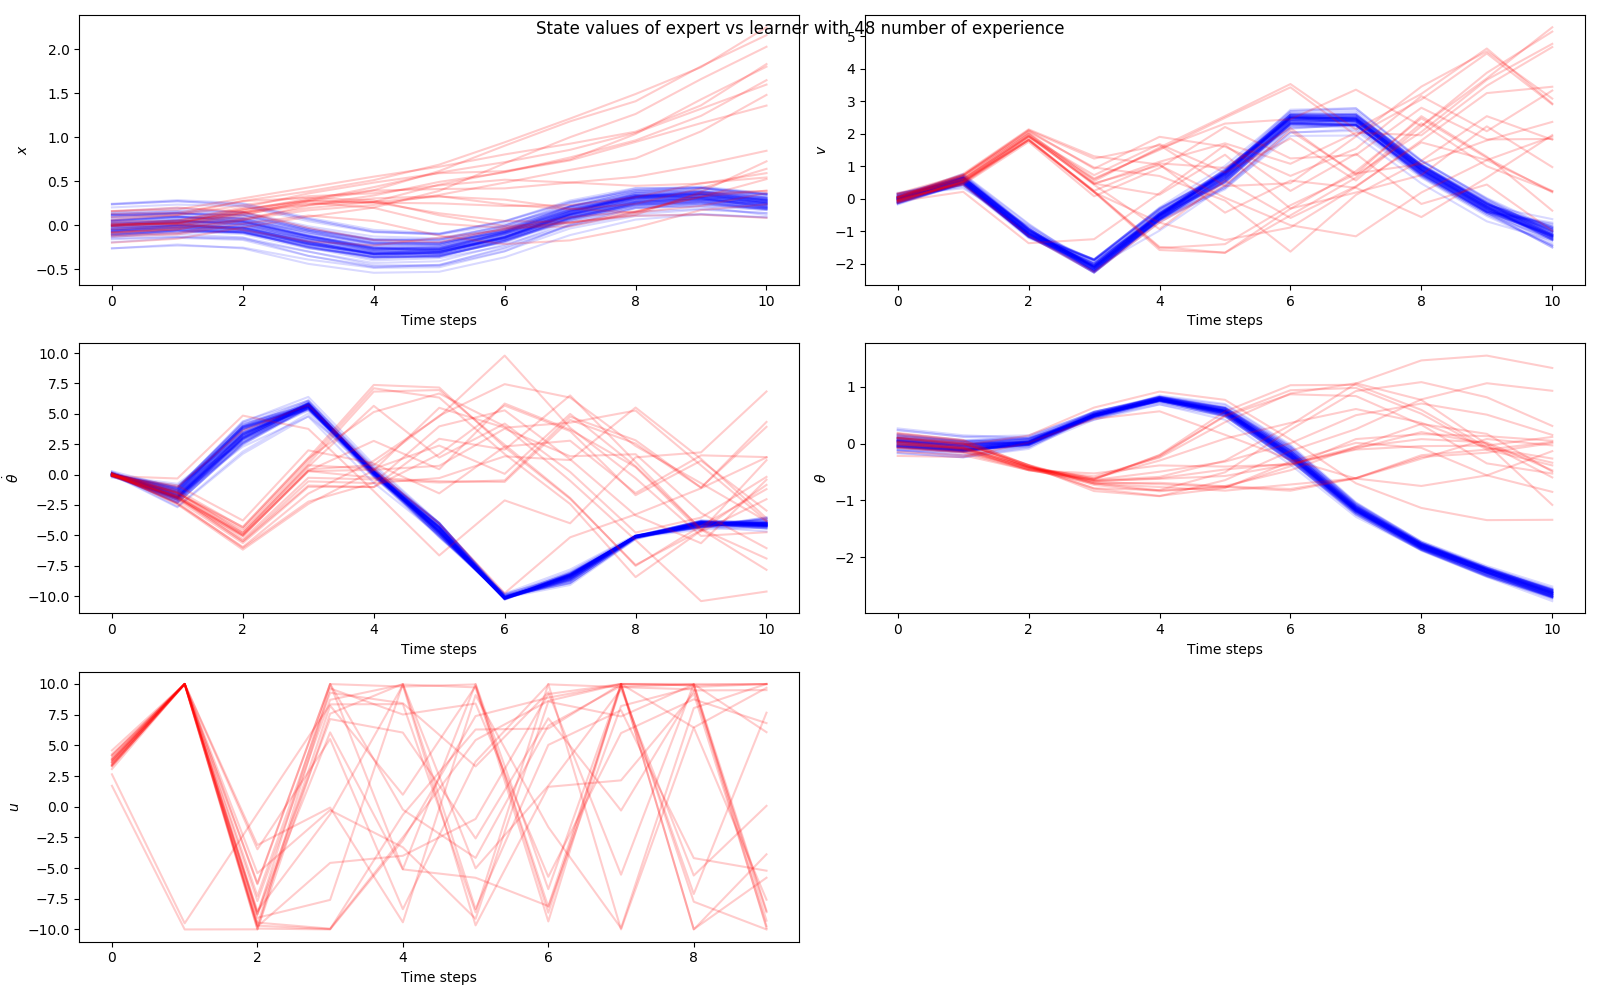 State values of expert vs learner with 48 number of experience
x
2.0
1.5
1.0
0.5
0.0
−0.5
0 2 4 6 8 10
Time steps
v
5
4
3
2
1
0
−1
−2
0 2 4 6 8 10
Time steps
θ̇
10.0
7.5
5.0
2.5
0.0
−2.5
−5.0
−7.5
−10.0
0 2 4 6 8 10
Time steps
θ
1
0
−1
−2
0 2 4 6 8 10
Time steps
u
10.0
7.5
5.0
2.5
0.0
−2.5
−5.0
−7.5
−10.0
0 2 4 6 8
Time steps